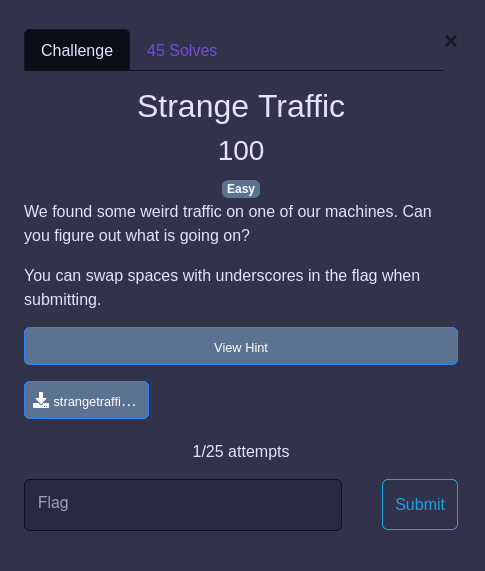 Challenge
45 Solves
×
Strange Traffic
100
Easy
We found some weird traffic on one of our machines. Can
you figure out what is going on?
You can swap spaces with underscores in the flag when
submitting.
View Hint
strangetraffi...
1/25 attempts
Flag
Submit